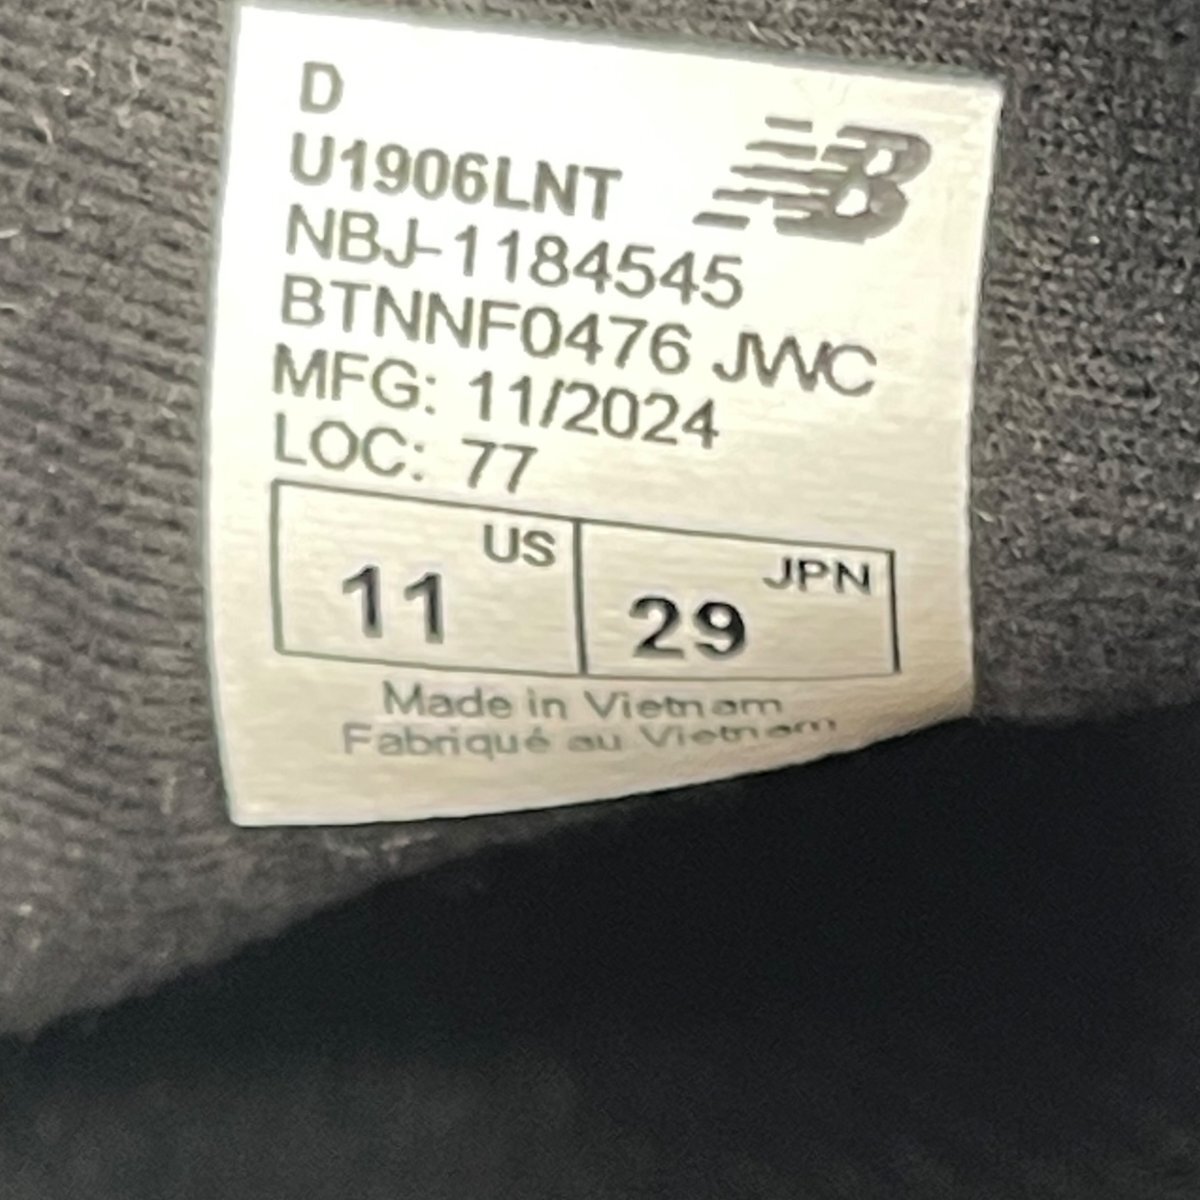 D
U1906LNT
NB
NBJ-1184545
BTNNF0476 JWC
MFG: 11/2024
LOC: 77
US
11
JPN
29
Made in Vietnam
Fabriqué au Vietnam